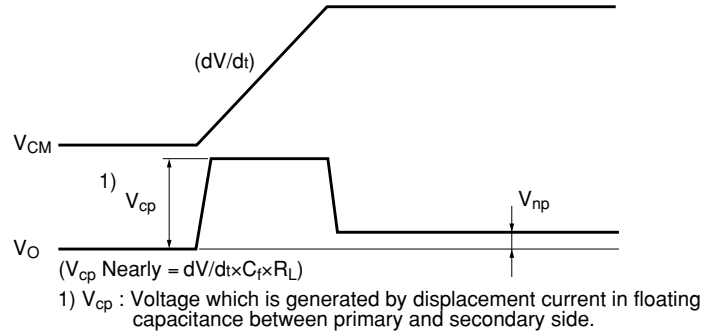 (dV/dt)
VCM
1)
Vcp
Vnp
VO
(Vcp Nearly = dV/dt×Cf×RL)
1) Vcp : Voltage which is generated by displacement current in floating
capacitance between primary and secondary side.